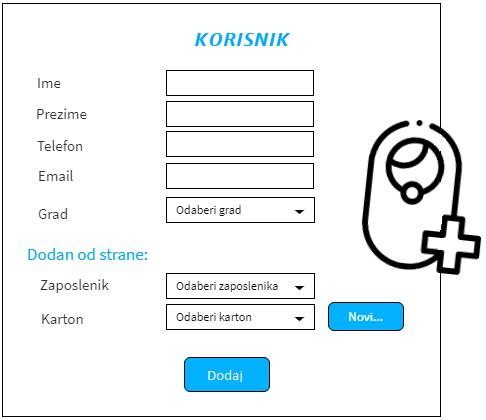 KORISNIK
Ime
Prezime
Telefon
Email
Grad Odaberi grad
Dodan od strane:
Zaposlenik Odaberi zaposlenika
Karton Odaberi karton Novi...
Dodaj